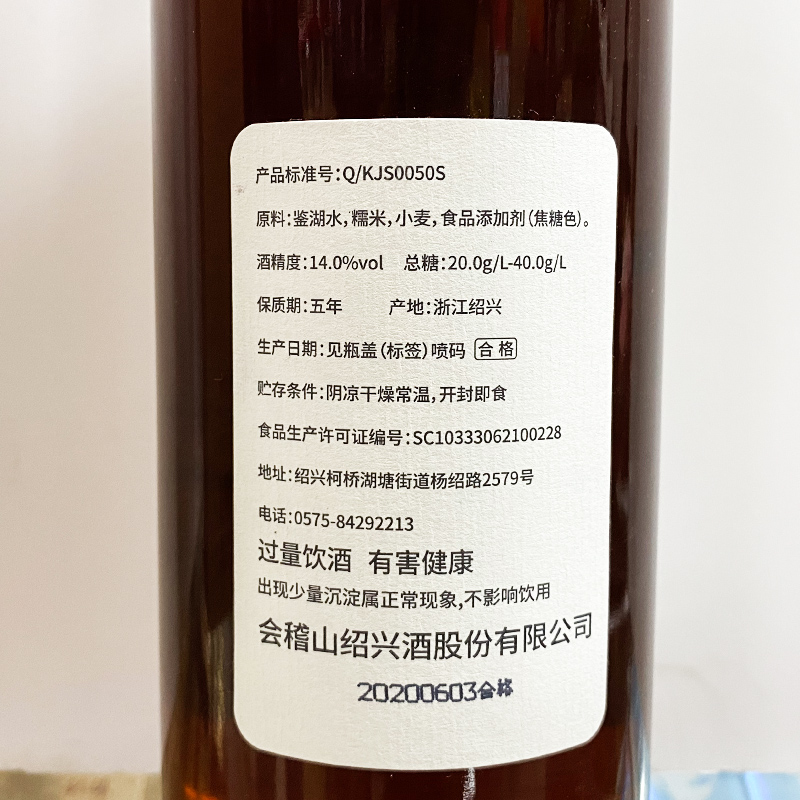 产品标准号:Q/KJS0050S
原料:鉴湖水,糯米,小麦,食品添加剂(焦糖色)。
酒精度:14.0%vol 总糖:20.0g/L-40.0g/L
保质期:五年 产地:浙江绍兴
生产日期:见瓶盖(标签)喷码 合格
贮存条件:阴凉干燥常温,开封即食
食品生产许可证编号:SC10333062100228
地址:绍兴柯桥湖塘街道杨绍路2579号
电话:0575-84292213
过量饮酒 有害健康
出现少量沉淀属正常现象,不影响饮用
会稽山绍兴酒股份有限公司
20200603合格